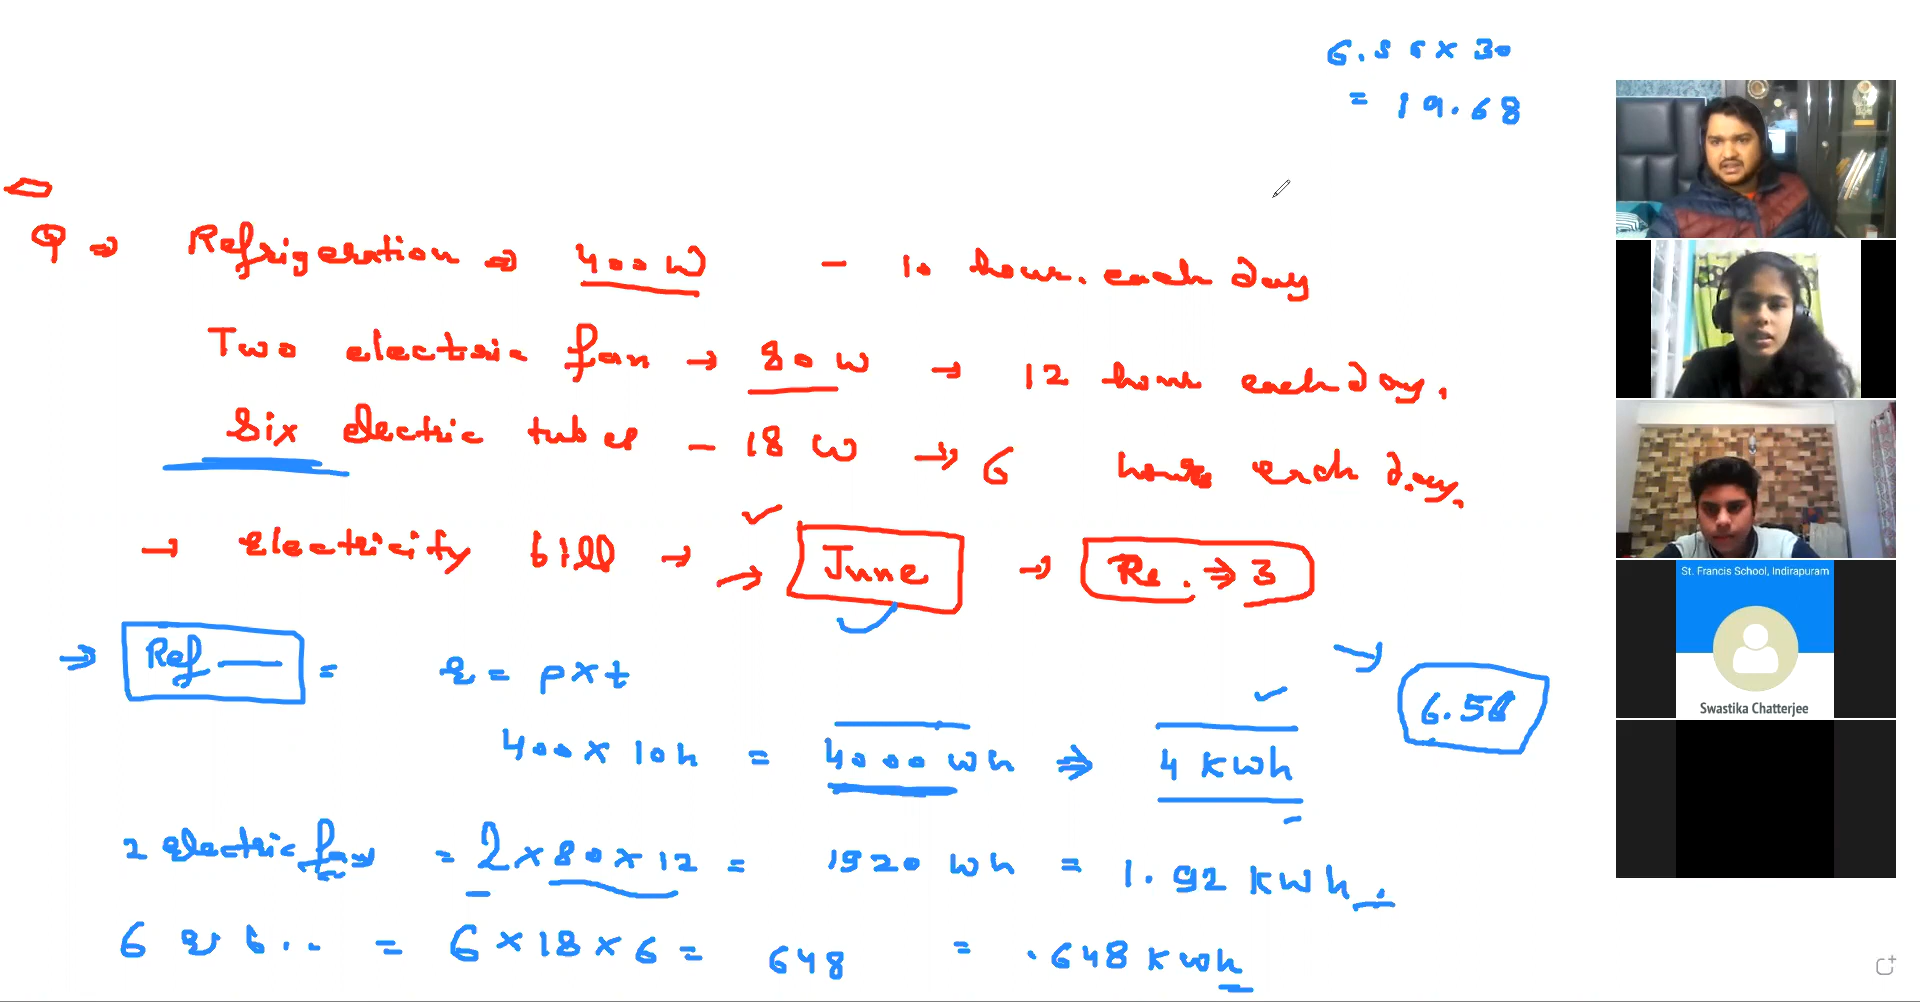 6.56 x 30
= 19.68
Q ⇒ Refrigeration ⇒ 400 W - 10 hour. each day
Two electric fan → 80 W → 12 hour each day.
Six electric tubes - 18 W → 6 hours each day.
→ electricity bill → → June → Re. → 3
⇒ Ref = E = P x t
→ 6.58
400 x 10h = 4000 Wh ⇒ 4 KWh
2 electric fan = 2 x 80 x 12 = 1920 Wh = 1.92 KWh.
6 e t.. = 6 x 18 x 6 = 648 = .648 KWh
St. Francis School, Indirapuram
Swastika Chatterjee